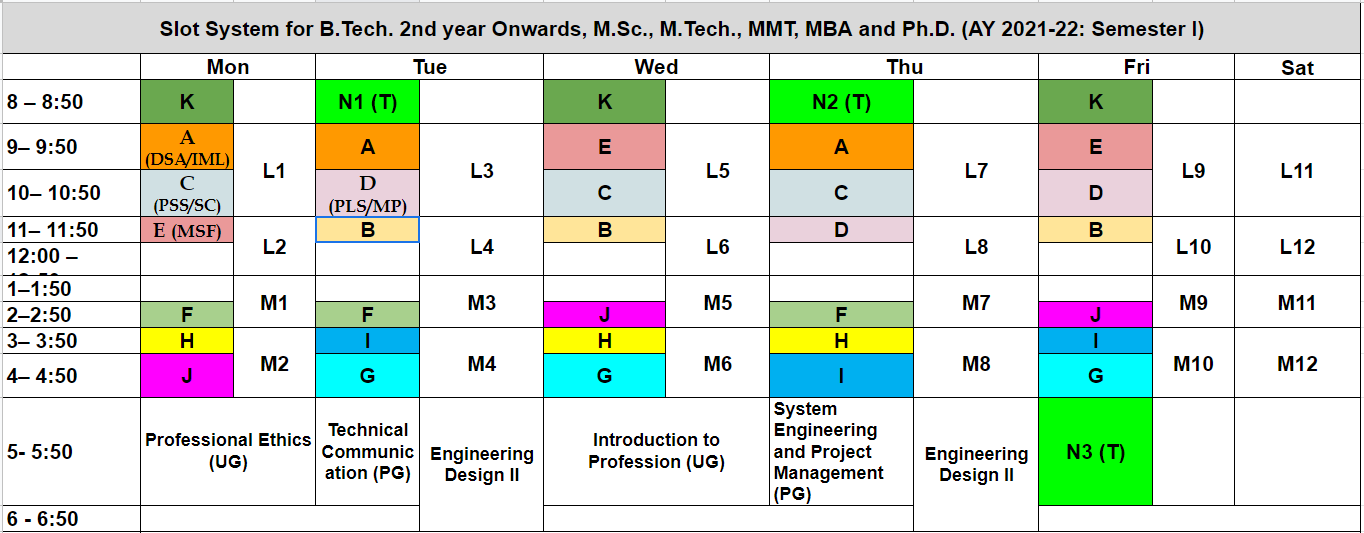 Slot System for B.Tech. 2nd year Onwards, M.Sc., M.Tech., MMT, MBA and Ph.D. (AY 2021-22: Semester I)
Mon Tue Wed Thu Fri Sat
8 – 8:50 K N1 (T) K N2 (T) K
9– 9:50 A (DSA/IML) L1 A L3 E L5 A L7 E L9 L11
10– 10:50 C (PSS/SC) D (PLS/MP) C C D
11– 11:50 E (MSF) L2 B L4 B L6 D L8 B L10 L12
12:00 –
1–1:50 M1 M3 M5 M7 M9 M11
2–2:50 F F J F J
3– 3:50 H M2 I M4 H M6 H M8 I M10 M12
4– 4:50 J G G I G
5- 5:50 Professional Ethics (UG) Technical Communic ation (PG) Engineering Design II Introduction to Profession (UG) System Engineering and Project Management (PG) Engineering Design II N3 (T)
6 - 6:50